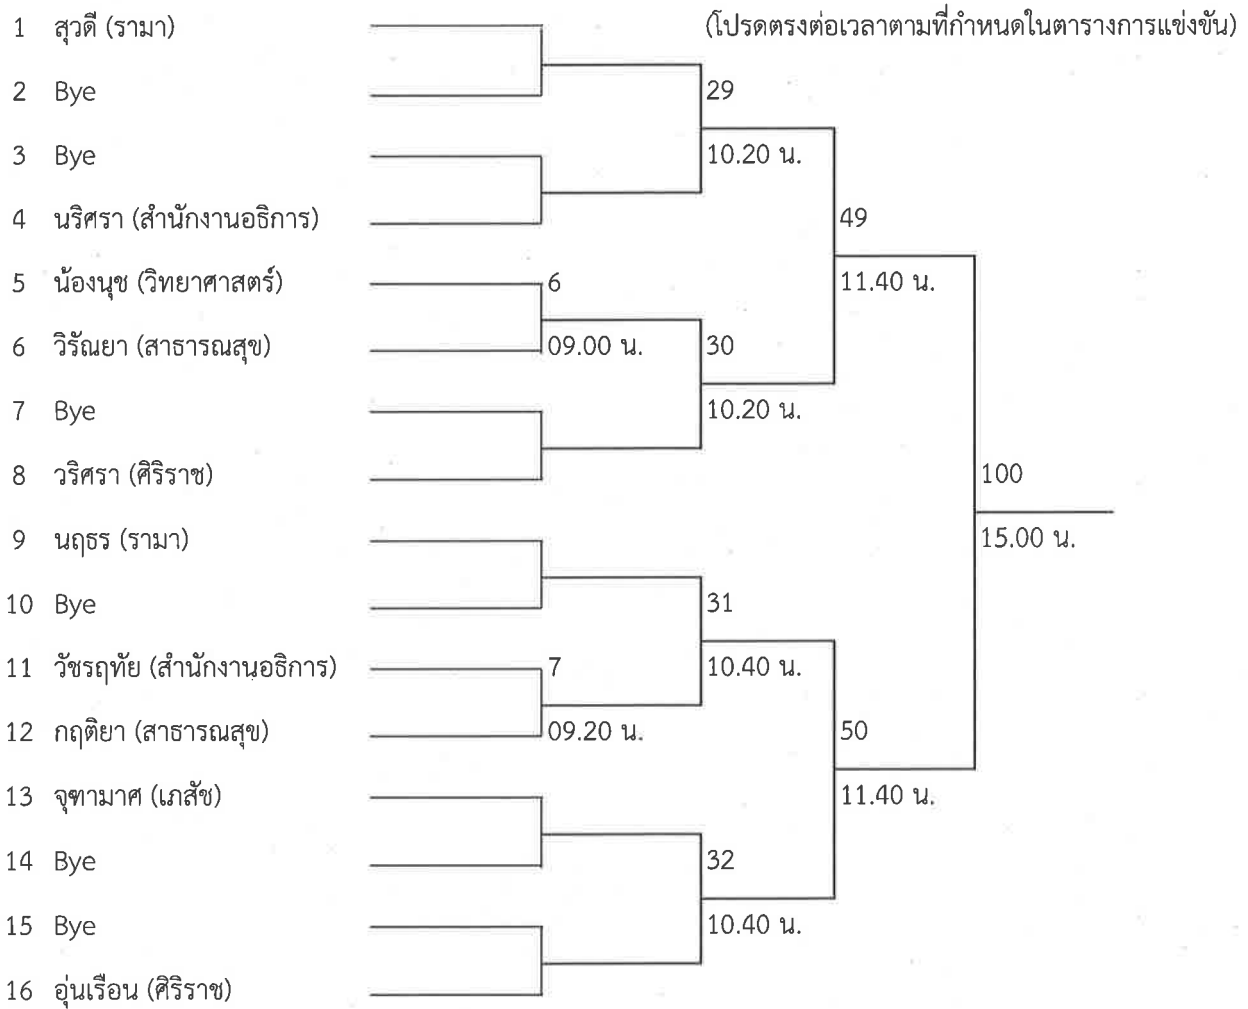 1 สุวดี (รามา)
(โปรดตรงต่อเวลาตามที่กำหนดในตารางการแข่งขัน)
2 Bye
29
3 Bye
10.20 น.
4 นริศรา (สำนักงานอธิการ)
49
5 น้องนุช (วิทยาศาสตร์)
6
11.40 น.
6 วิรัณยา (สาธารณสุข)
09.00 น.
30
7 Bye
10.20 น.
8 วริศรา (ศิริราช)
100
9 นฤธร (รามา)
15.00 น.
10 Bye
31
11 วัชรฤทัย (สำนักงานอธิการ)
7
10.40 น.
12 กฤติยา (สาธารณสุข)
09.20 น.
50
13 จุฑามาศ (เภสัช)
11.40 น.
14 Bye
32
15 Bye
10.40 น.
16 อุ่นเรือน (ศิริราช)